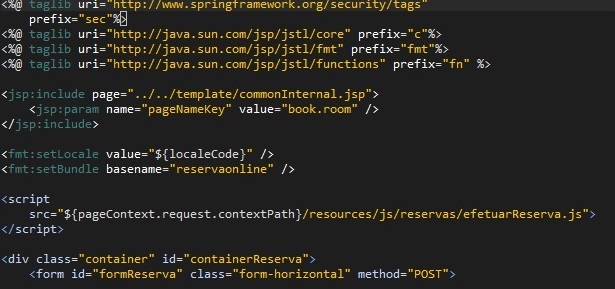 <%@ taglib uri="http://www.springframework.org/security/tags"
prefix="sec"%>
<%@ taglib uri="http://java.sun.com/jsp/jstl/core" prefix="c"%>
<%@ taglib uri="http://java.sun.com/jsp/jstl/fmt" prefix="fmt"%>
<%@ taglib uri="http://java.sun.com/jsp/jstl/functions" prefix="fn" %>
<jsp:include page="../../template/commonInternal.jsp">
<jsp:param name="pageNameKey" value="book.room" />
</jsp:include>
<fmt:setLocale value="${localeCode}" />
<fmt:setBundle basename="reservaonline" />
<script
src="${pageContext.request.contextPath}/resources/js/reservas/efetuarReserva.js">
</script>
<div class="container" id="containerReserva">
<form id="formReserva" class="form-horizontal" method="POST">